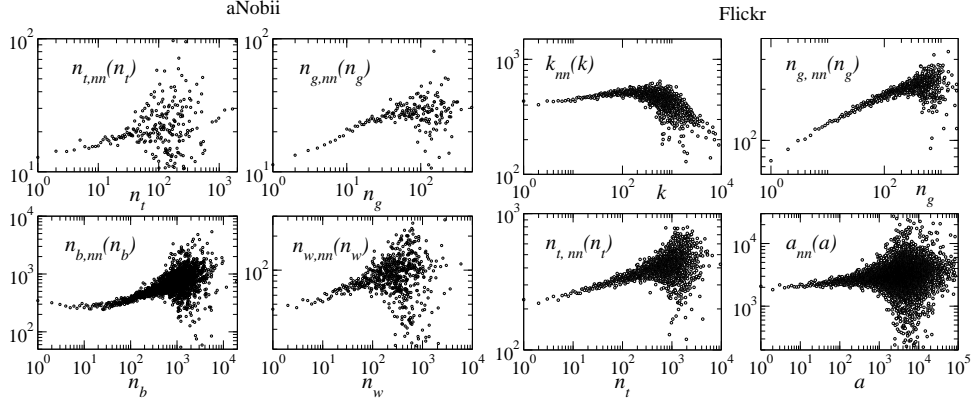 aNobii
Flickr
10^2
n_{t,nn}(n_t)
10^1
10^0 10^1 10^2 10^3
n_t
10^2
n_{g,nn}(n_g)
10^1
10^0 10^1 10^2
n_g
10^3
k_{nn}(k)
10^2
10^0 10^2 10^4
k
n_{g, nn}(n_g)
10^2
10^0 10^1 10^2 10^3
n_g
10^4
10^3
10^2
n_{b,nn}(n_b)
10^0 10^1 10^2 10^3 10^4
n_b
n_{w,nn}(n_w)
10^2
10^0 10^1 10^2 10^3 10^4
n_w
10^3
n_{t, nn}(n_t)
10^2
10^0 10^1 10^2 10^3 10^4
n_t
10^4
10^3
a_{nn}(a)
10^0 10^1 10^2 10^3 10^4 10^5
a